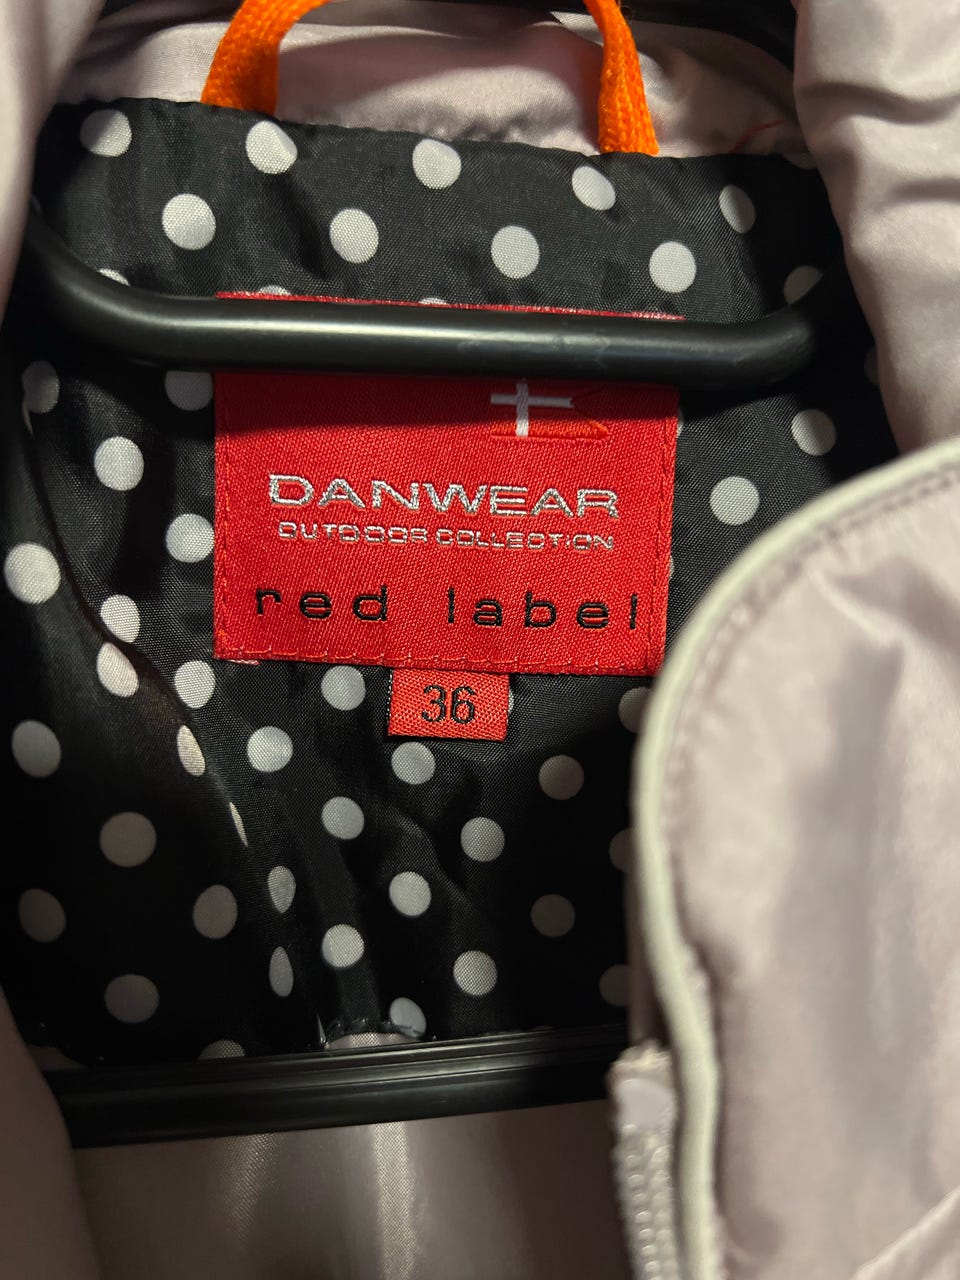 DANWEAR
OUTDOOR COLLECTION
red label
36